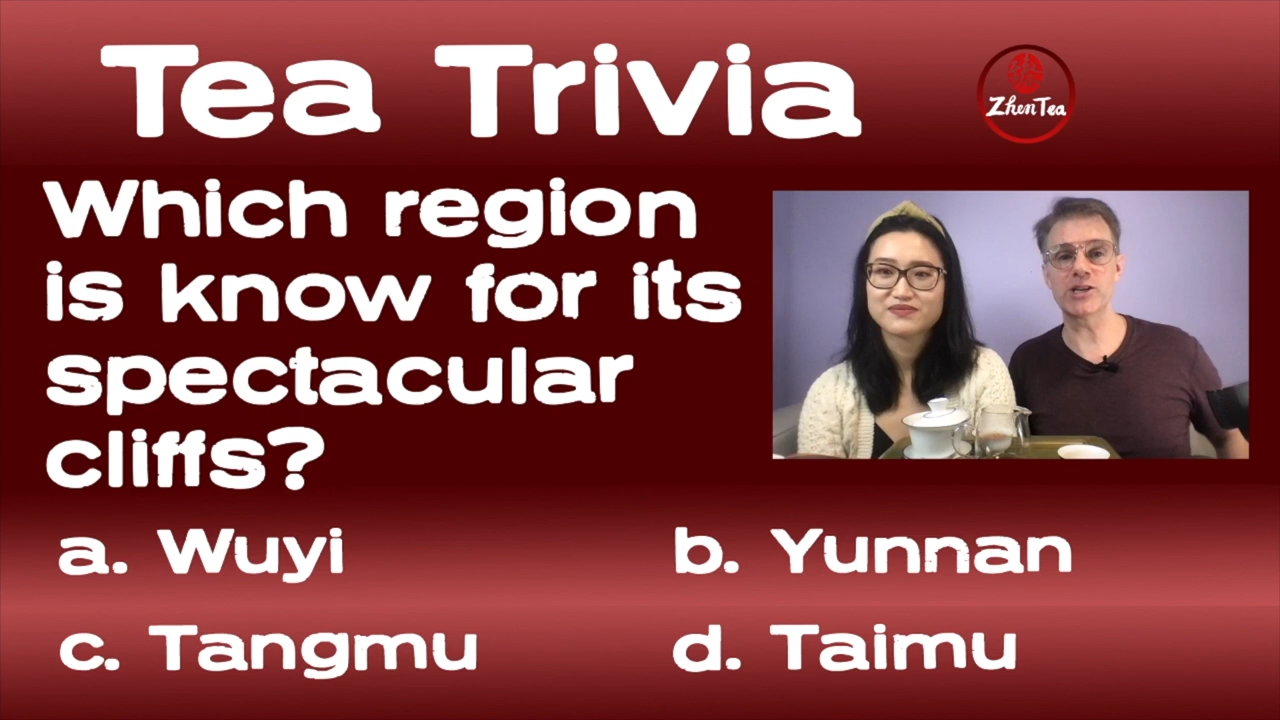 Tea Trivia
ZhenTea
Which region
is know for its
spectacular
cliffs?
a. Wuyi
b. Yunnan
c. Tangmu
d. Taimu